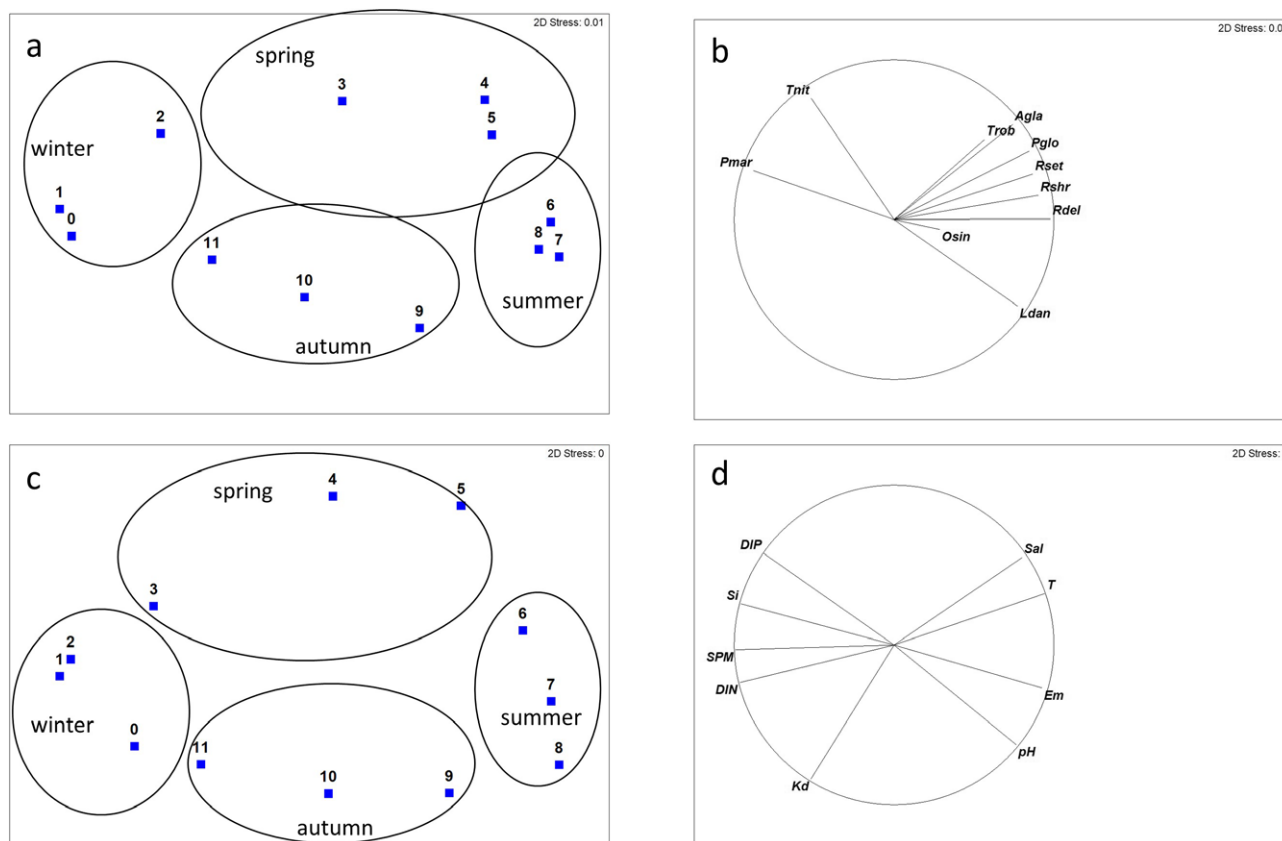 2D Stress: 0.01
a
spring
3
4
5
2
winter
1
0
6
8
7
11
10
9
summer
autumn
2D Stress: 0.0
b
Tnit
Agla
Trob
Pglo
Pmar
Rset
Rshr
Rdel
Osin
Ldan
2D Stress: 0
c
spring
4
5
3
6
2
1
7
winter
summer
0
11
8
10
9
autumn
2D Stress:
d
DIP
Sal
T
Si
SPM
DIN
Em
pH
Kd